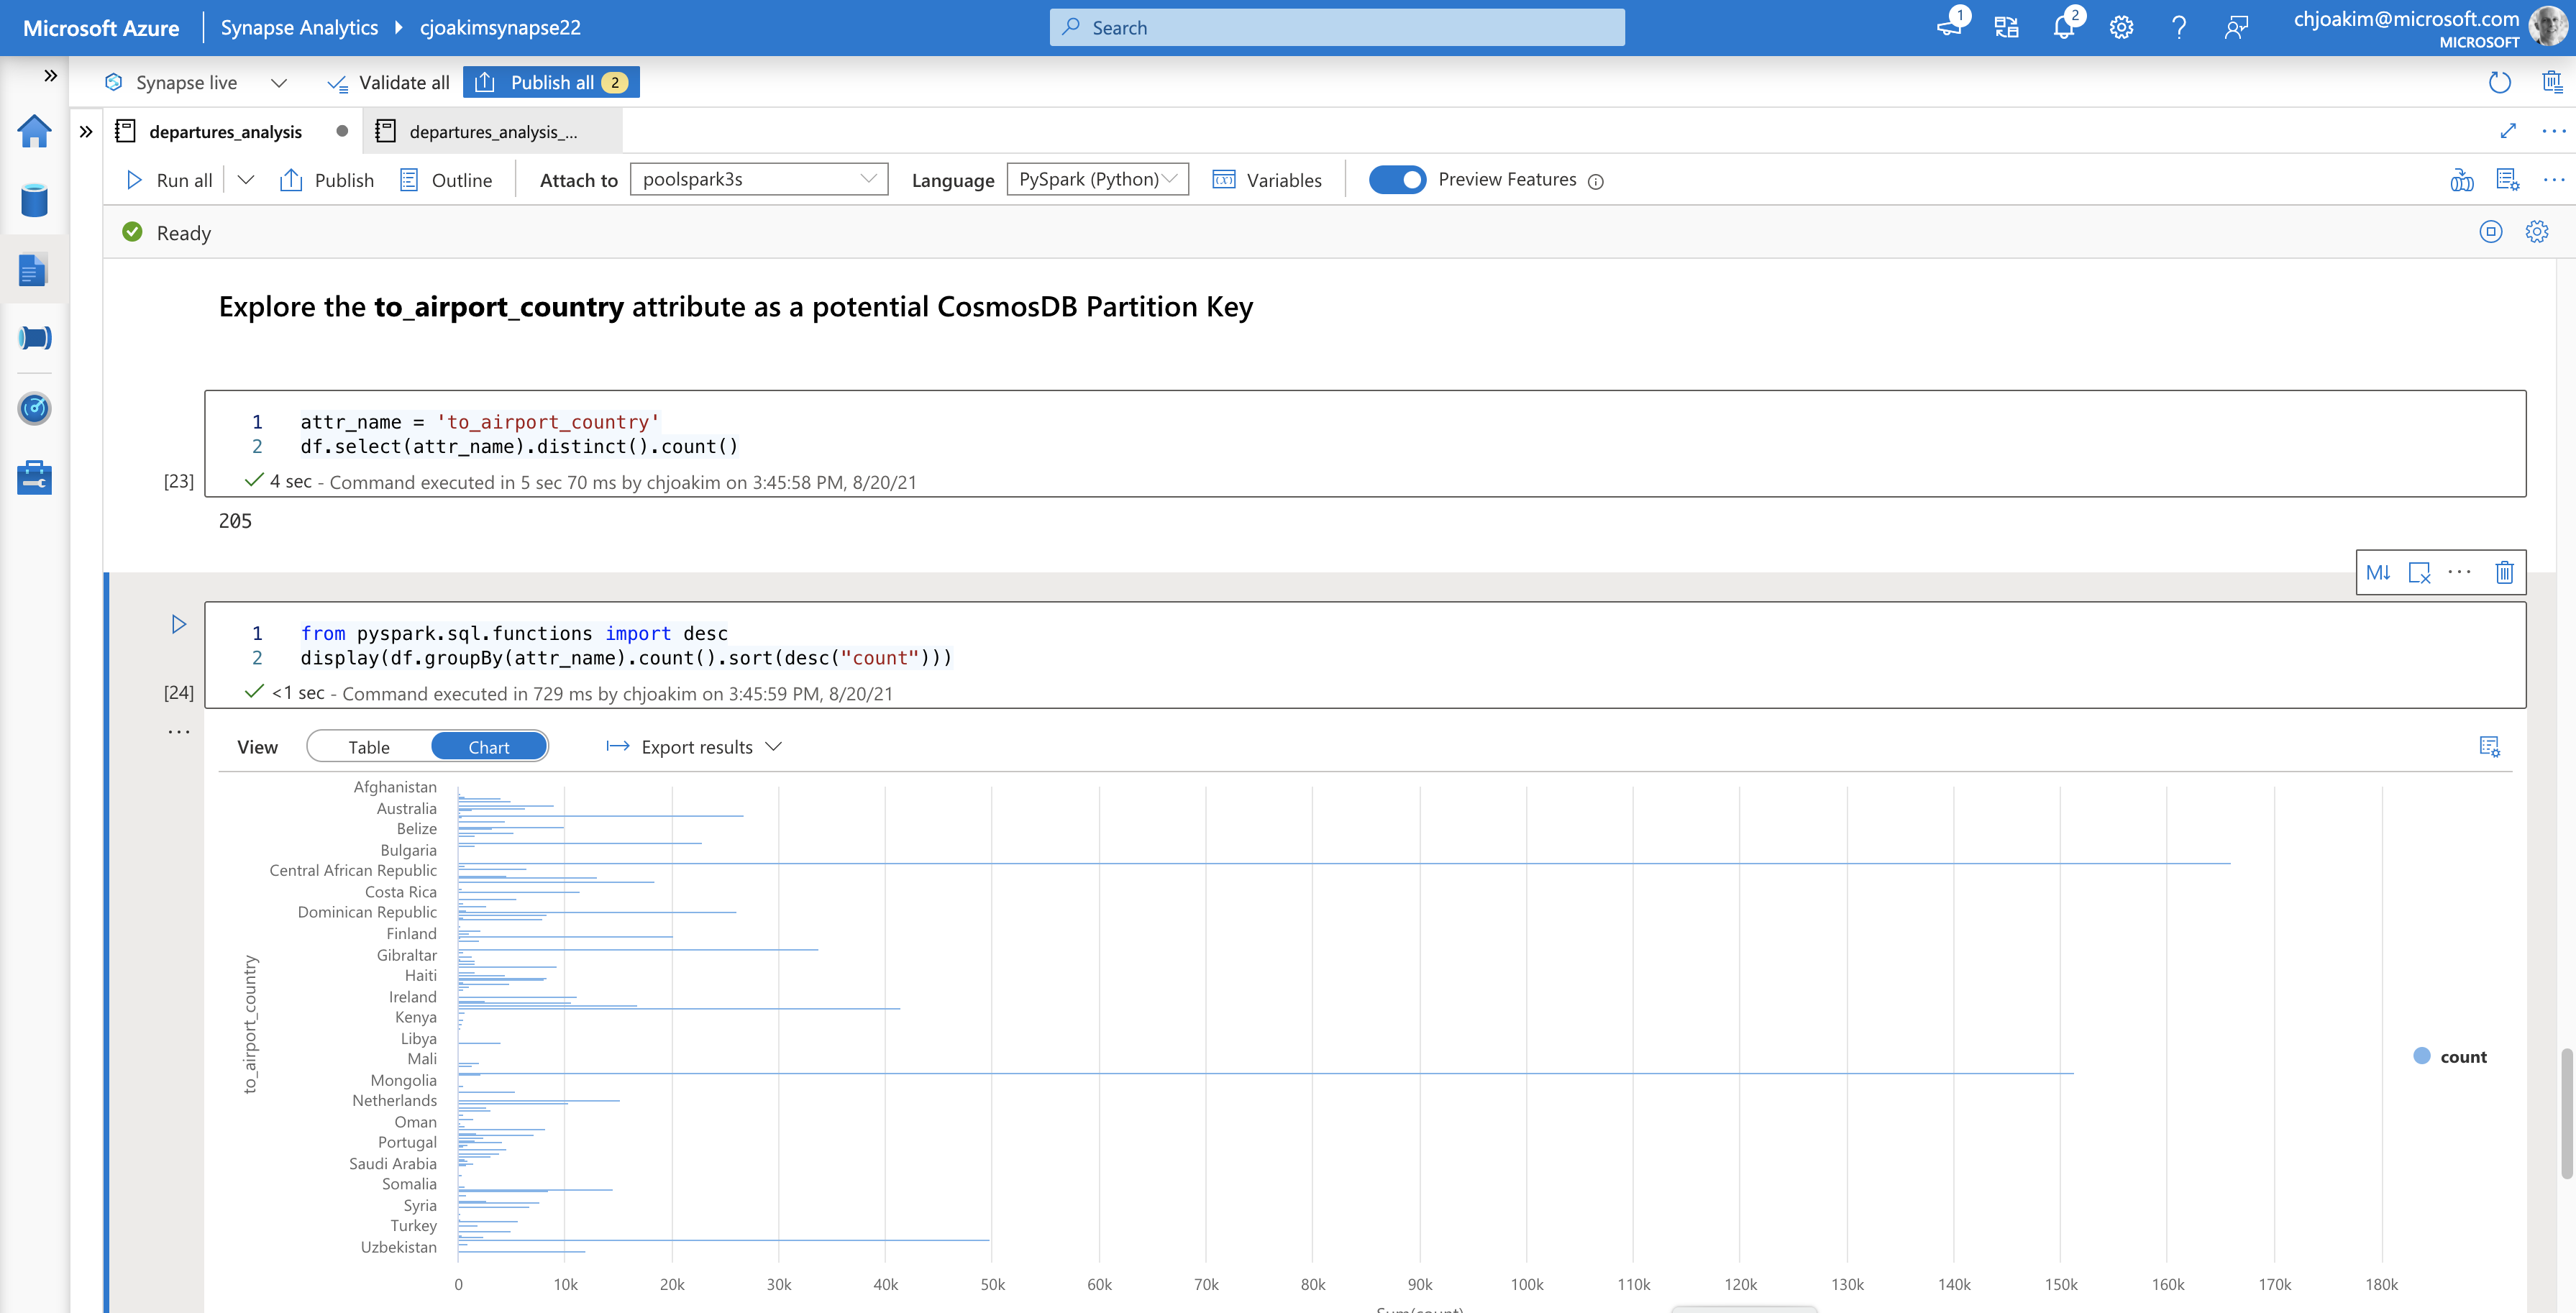 Microsoft Azure
Synapse Analytics
cjoakimsynapse22
Search
1
2
chjoakim@microsoft.com
MICROSOFT
Synapse live
Validate all
Publish all 2
departures_analysis
departures_analysis_...
Run all
Publish
Outline
Attach to
poolspark3s
Language
PySpark (Python)
Variables
Preview Features
Ready
Explore the to_airport_country attribute as a potential CosmosDB Partition Key
1 attr_name = 'to_airport_country'
2 df.select(attr_name).distinct().count()
[23] 4 sec - Command executed in 5 sec 70 ms by chjoakim on 3:45:58 PM, 8/20/21
205
M↓
1 from pyspark.sql.functions import desc
2 display(df.groupBy(attr_name).count().sort(desc("count")))
[24] <1 sec - Command executed in 729 ms by chjoakim on 3:45:59 PM, 8/20/21
View
Table
Chart
Export results
to_airport_country
Afghanistan
Australia
Belize
Bulgaria
Central African Republic
Costa Rica
Dominican Republic
Finland
Gibraltar
Haiti
Ireland
Kenya
Libya
Mali
Mongolia
Netherlands
Oman
Portugal
Saudi Arabia
Somalia
Syria
Turkey
Uzbekistan
count
0 10k 20k 30k 40k 50k 60k 70k 80k 90k 100k 110k 120k 130k 140k 150k 160k 170k 180k
Sum(count)